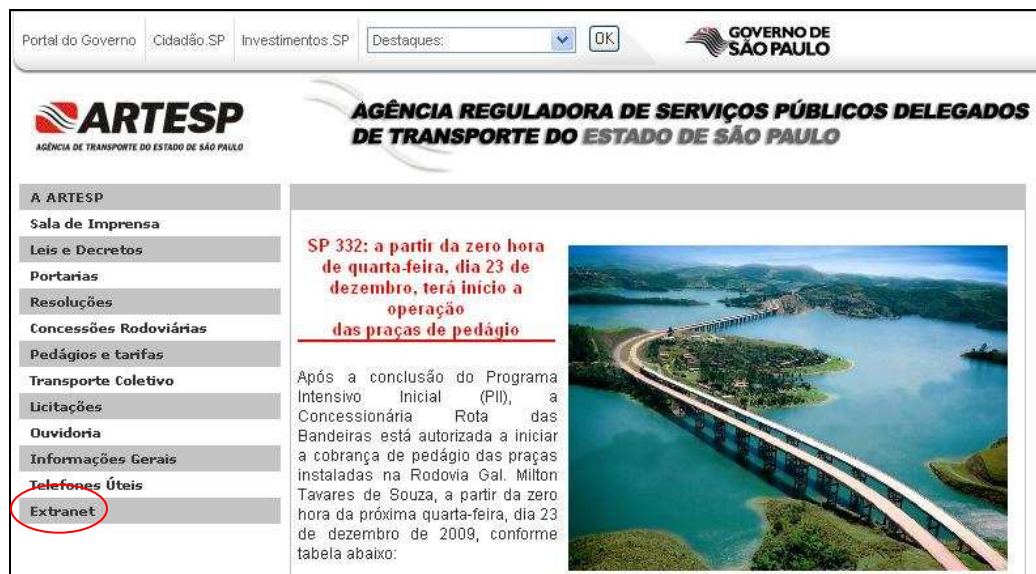 Portal do Governo
Cidadão.SP
Investimentos.SP
Destaques:
OK
GOVERNO DE
SÃO PAULO
ARTESP
AGÊNCIA DE TRANSPORTE DO ESTADO DE SÃO PAULO
AGÊNCIA REGULADORA DE SERVIÇOS PÚBLICOS DELEGADOS
DE TRANSPORTE DO ESTADO DE SÃO PAULO
A ARTESP
Sala de Imprensa
Leis e Decretos
Portarias
Resoluções
Concessões Rodoviárias
Pedágios e tarifas
Transporte Coletivo
Licitações
Ouvidoria
Informações Gerais
Telefones Úteis
Extranet
SP 332: a partir da zero hora
de quarta-feira, dia 23 de
dezembro, terá início a
operação
das praças de pedágio
Após a conclusão do Programa
Intensivo Inicial (PII), a
Concessionária Rota das
Bandeiras está autorizada a iniciar
a cobrança de pedágio das praças
instaladas na Rodovia Gal. Milton
Tavares de Souza, a partir da zero
hora da próxima quarta-feira, dia 23
de dezembro de 2009, conforme
tabela abaixo: